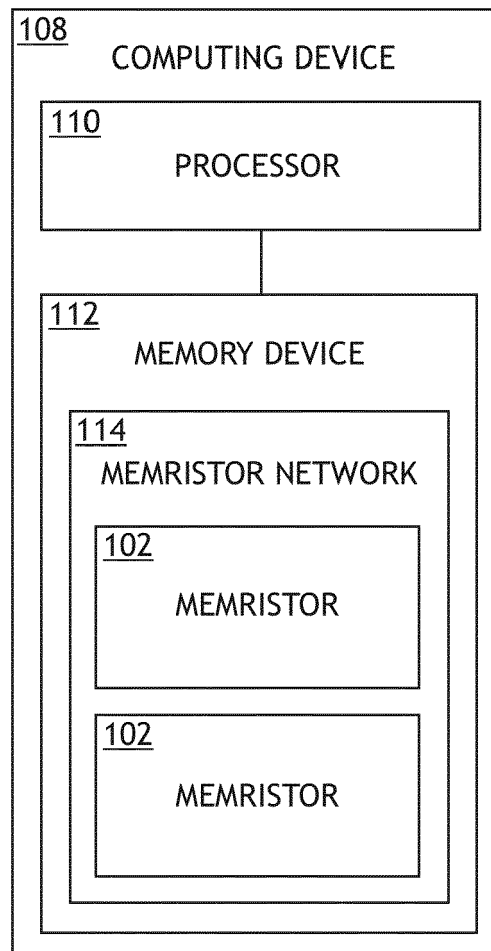 108
COMPUTING DEVICE
110
PROCESSOR
112
MEMORY DEVICE
114
MEMRISTOR NETWORK
102
MEMRISTOR
102
MEMRISTOR